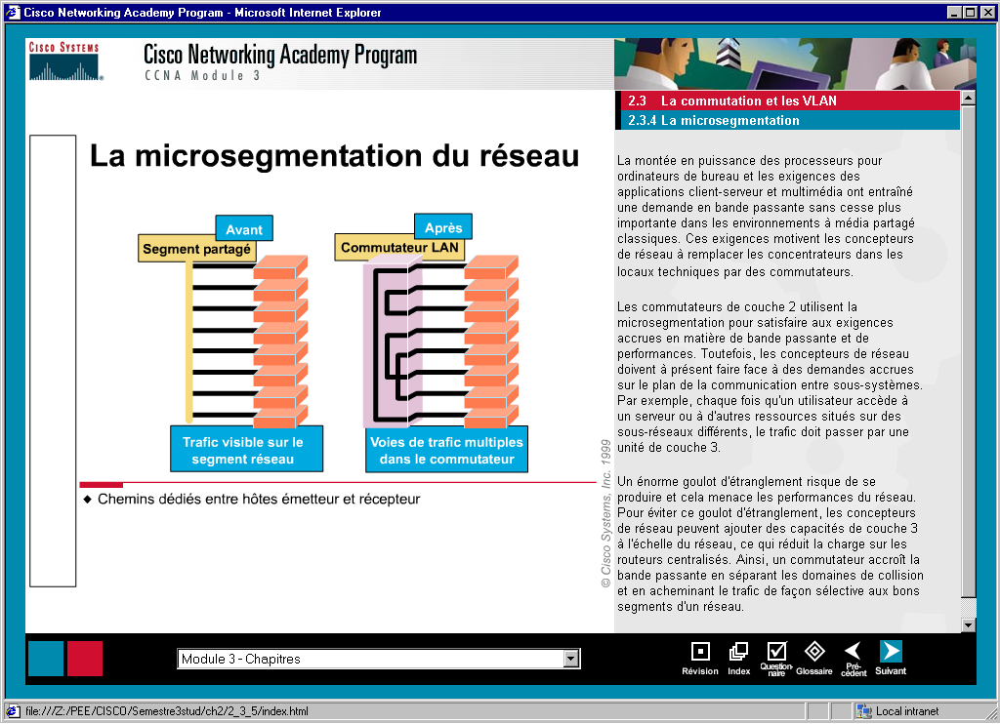 Cisco Networking Academy Program - Microsoft Internet Explorer
CISCO SYSTEMS
Cisco Networking Academy Program
CCNA Module 3
2.3 La commutation et les VLAN
2.3.4 La microsegmentation
La microsegmentation du réseau
Avant
Segment partagé
Après
Commutateur LAN
Trafic visible sur le
segment réseau
Voies de trafic multiples
dans le commutateur
Chemins dédiés entre hôtes émetteur et récepteur
© Cisco Systems, Inc. 1999
La montée en puissance des processeurs pour
ordinateurs de bureau et les exigences des
applications client-serveur et multimédia ont entraîné
une demande en bande passante sans cesse plus
importante dans les environnements à média partagé
classiques. Ces exigences motivent les concepteurs
de réseau à remplacer les concentrateurs dans les
locaux techniques par des commutateurs.
Les commutateurs de couche 2 utilisent la
microsegmentation pour satisfaire aux exigences
accrues en matière de bande passante et de
performances. Toutefois, les concepteurs de réseau
doivent à présent faire face à des demandes accrues
sur le plan de la communication entre sous-systèmes.
Par exemple, chaque fois qu'un utilisateur accède à
un serveur ou à d'autres ressources situés sur des
sous-réseaux différents, le trafic doit passer par une
unité de couche 3.
Un énorme goulot d'étranglement risque de se
produire et cela menace les performances du réseau.
Pour éviter ce goulot d'étranglement, les concepteurs
de réseau peuvent ajouter des capacités de couche 3
à l'échelle du réseau, ce qui réduit la charge sur les
routeurs centralisés. Ainsi, un commutateur accroît la
bande passante en séparant les domaines de collision
et en acheminant le trafic de façon sélective aux bons
segments d'un réseau.
Module 3 - Chapitres
Révision
Index
Question-
naire
Glossaire
Pré-
cédent
Suivant
file:///Z:/PEE/CISCO/Semestre3stud/ch2/2_3_5/index.html
Local intranet